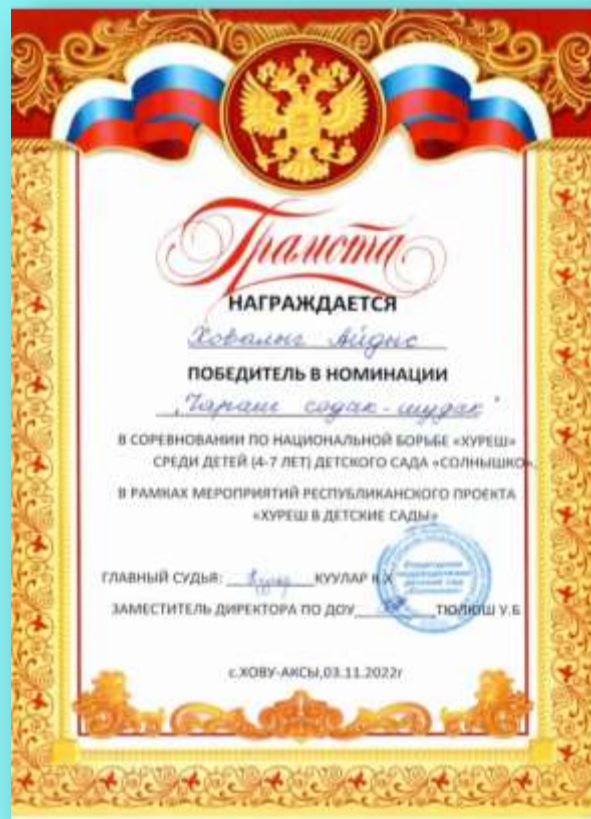 Грамота
НАГРАЖДАЕТСЯ
Ховалыг Айдыс
ПОБЕДИТЕЛЬ В НОМИНАЦИИ
„Чараш содак-шудак"
В СОРЕВНОВАНИИ ПО НАЦИОНАЛЬНОЙ БОРЬБЕ «ХУРЕШ»
СРЕДИ ДЕТЕЙ (4-7 ЛЕТ) ДЕТСКОГО САДА «СОЛНЫШКО»,
В РАМКАХ МЕРОПРИЯТИЙ РЕСПУБЛИКАНСКОГО ПРОЕКТА
«ХУРЕШ В ДЕТСКИЕ САДЫ»
ГЛАВНЫЙ СУДЬЯ: КУУЛАР К.Х
ЗАМЕСТИТЕЛЬ ДИРЕКТОРА ПО ДОУ ТЮЛЮШ У.Б
с.ХОВУ-АКСЫ,03.11.2022г